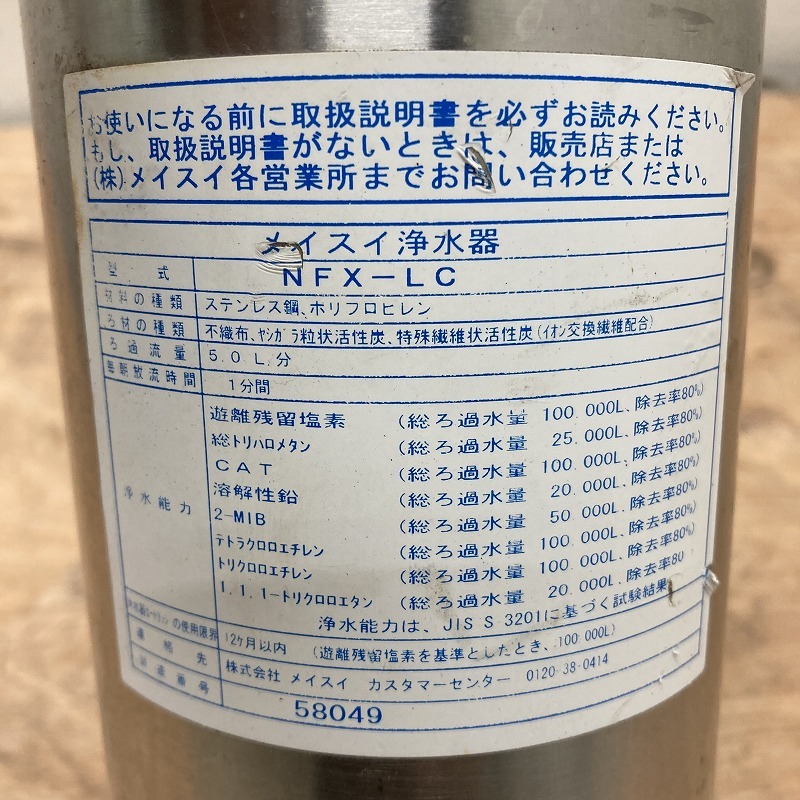 お使いになる前に取扱説明書を必ずお読みください。
もし、取扱説明書がないときは、販売店または
(株)メイスイ各営業所までお問い合わせください。
メイスイ浄水器
型式 NFX-LC
材料の種類 ステンレス鋼、ポリプロピレン
ろ材の種類 不織布、ヤシガラ粒状活性炭、特殊繊維状活性炭(イオン交換繊維配合)
ろ過流量 5.0L/分
毎朝放流時間 1分間
浄水能力
遊離残留塩素 (総ろ過水量 100.000L、除去率80%)
総トリハロメタン (総ろ過水量 25.000L、除去率80%)
CAT (総ろ過水量 100.000L、除去率80%)
溶解性鉛 (総ろ過水量 20.000L、除去率80%)
2-MIB (総ろ過水量 50.000L、除去率80%)
テトラクロロエチレン (総ろ過水量 100.000L、除去率80%)
トリクロロエチレン (総ろ過水量 100.000L、除去率80%)
1.1.1-トリクロロエタン (総ろ過水量 20.000L、除去率80
浄水能力は、JIS S 3201に基づく試験結果
の使用限界 12ヶ月以内 (遊離残留塩素を基準としたとき、100.000L)
連絡先 株式会社 メイスイ カスタマーセンター 0120-38-0414
製造番号 58049